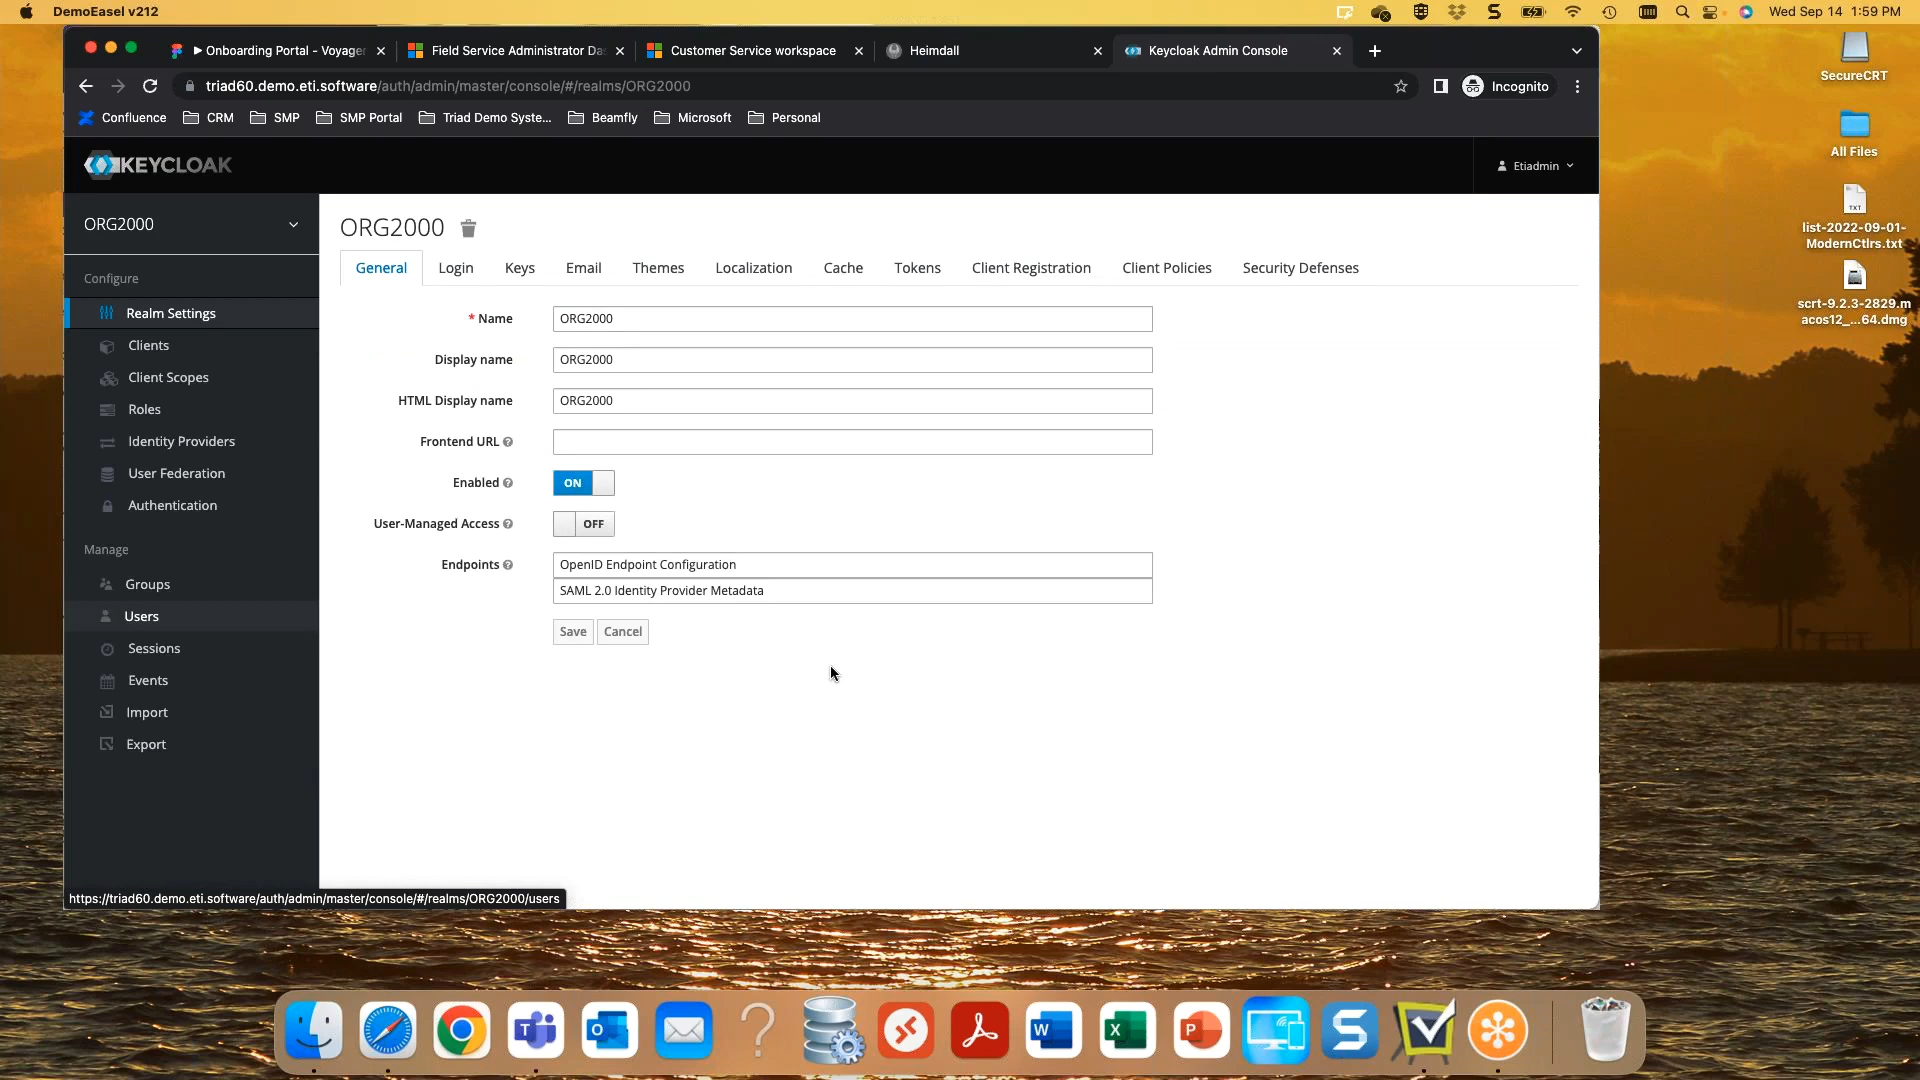 DemoEasel v212
Wed Sep 14 1:59 PM
Onboarding Portal - Voyager
Field Service Administrator Da
Customer Service workspace
Heimdall
Keycloak Admin Console
triad60.demo.eti.software/auth/admin/master/console/#/realms/ORG2000
Incognito
Confluence
CRM
SMP
SMP Portal
Triad Demo Syste...
Beamfly
Microsoft
Personal
KEYCLOAK
Etiadmin
ORG2000
Configure
Realm Settings
Clients
Client Scopes
Roles
Identity Providers
User Federation
Authentication
Manage
Groups
Users
Sessions
Events
Import
Export
ORG2000
General
Login
Keys
Email
Themes
Localization
Cache
Tokens
Client Registration
Client Policies
Security Defenses
* Name
ORG2000
Display name
ORG2000
HTML Display name
ORG2000
Frontend URL
Enabled
ON
User-Managed Access
OFF
Endpoints
OpenID Endpoint Configuration
SAML 2.0 Identity Provider Metadata
Save
Cancel
https://triad60.demo.eti.software/auth/admin/master/console/#/realms/ORG2000/users
SecureCRT
All Files
TXT
list-2022-09-01-
ModernCtlrs.txt
scrt-9.2.3-2829.m
acos12_...64.dmg